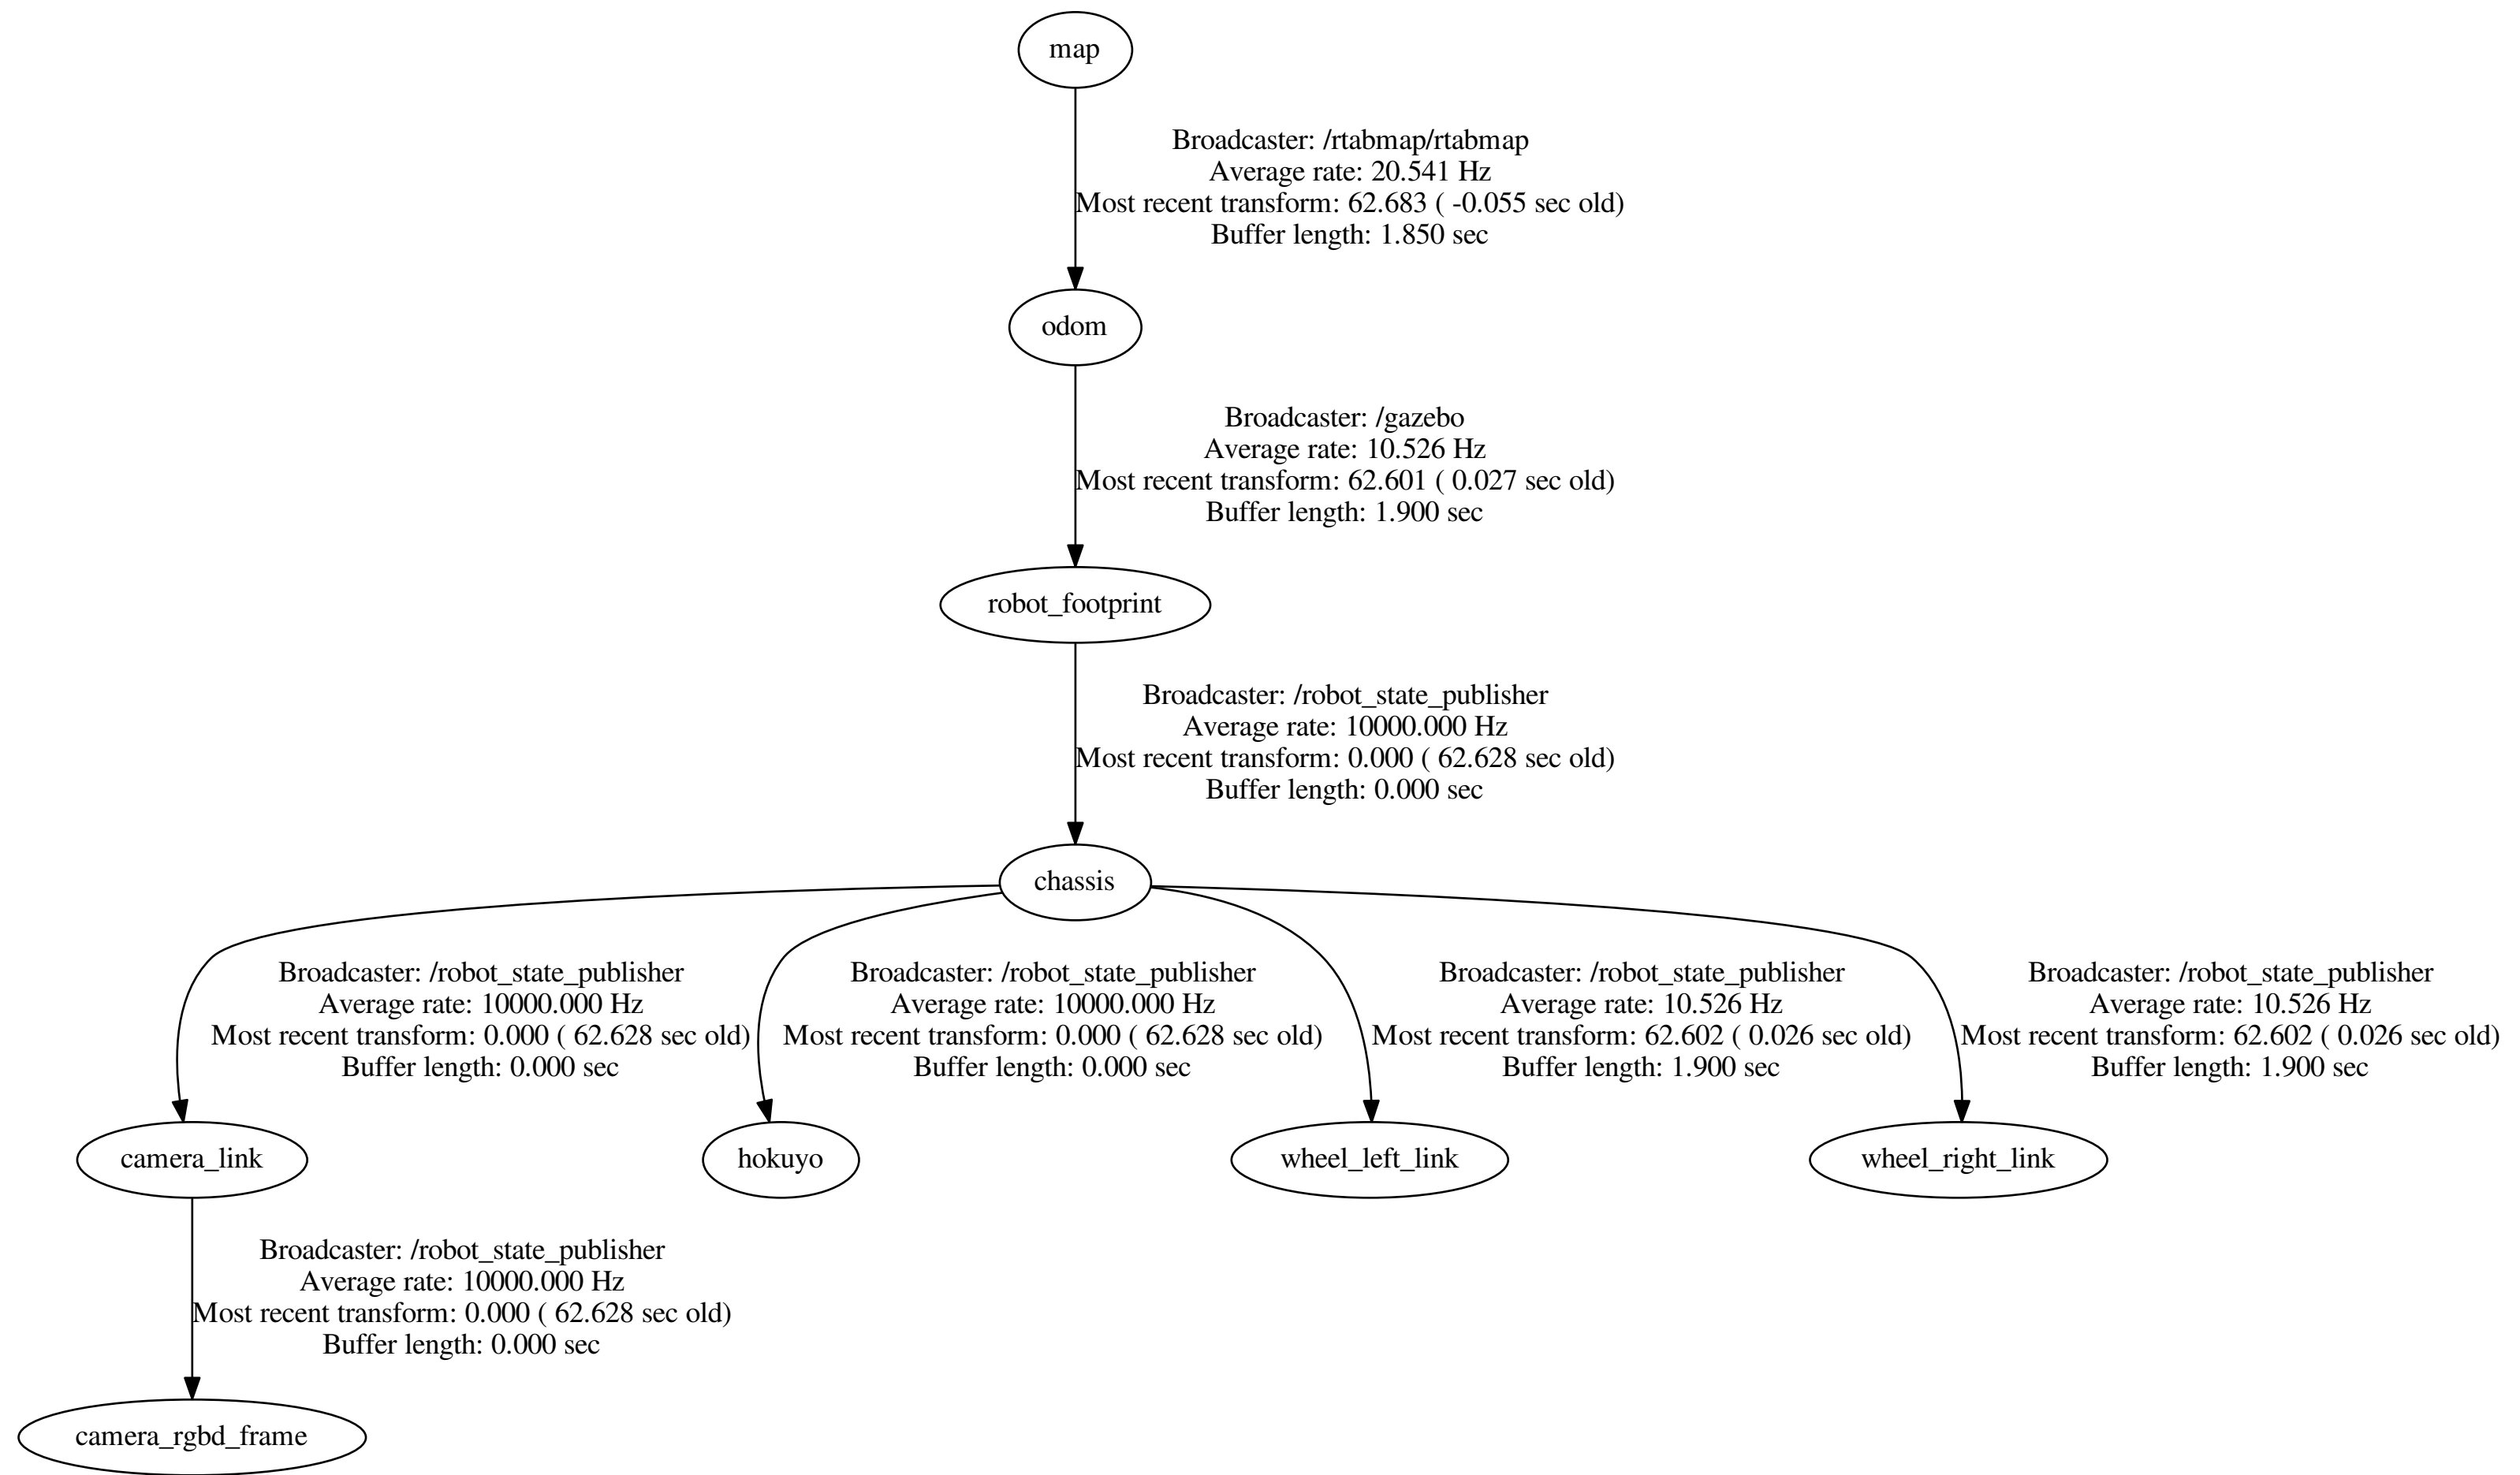 map
Broadcaster: /rtabmap/rtabmap
Average rate: 20.541 Hz
Most recent transform: 62.683 ( -0.055 sec old)
Buffer length: 1.850 sec
odom
Broadcaster: /gazebo
Average rate: 10.526 Hz
Most recent transform: 62.601 ( 0.027 sec old)
Buffer length: 1.900 sec
robot_footprint
Broadcaster: /robot_state_publisher
Average rate: 10000.000 Hz
Most recent transform: 0.000 ( 62.628 sec old)
Buffer length: 0.000 sec
chassis
Broadcaster: /robot_state_publisher
Average rate: 10000.000 Hz
Most recent transform: 0.000 ( 62.628 sec old)
Buffer length: 0.000 sec
Broadcaster: /robot_state_publisher
Average rate: 10000.000 Hz
Most recent transform: 0.000 ( 62.628 sec old)
Buffer length: 0.000 sec
Broadcaster: /robot_state_publisher
Average rate: 10.526 Hz
Most recent transform: 62.602 ( 0.026 sec old)
Buffer length: 1.900 sec
Broadcaster: /robot_state_publisher
Average rate: 10.526 Hz
Most recent transform: 62.602 ( 0.026 sec old)
Buffer length: 1.900 sec
camera_link
hokuyo
wheel_left_link
wheel_right_link
Broadcaster: /robot_state_publisher
Average rate: 10000.000 Hz
Most recent transform: 0.000 ( 62.628 sec old)
Buffer length: 0.000 sec
camera_rgbd_frame